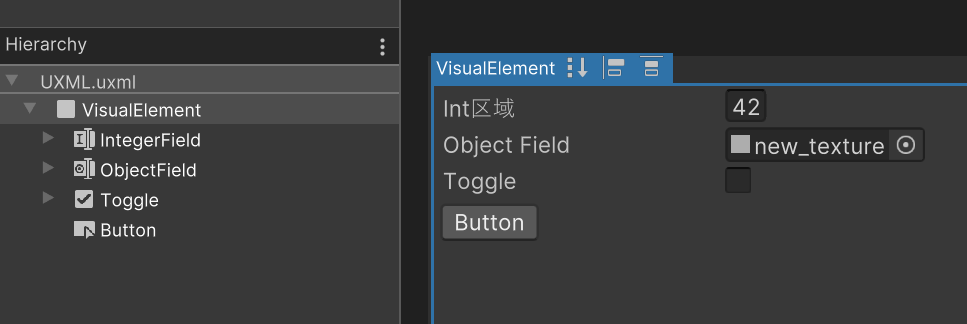 Hierarchy
UXML.uxml
VisualElement
IntegerField
ObjectField
Toggle
Button
VisualElement
Int区域 42
Object Field new_texture
Toggle
Button